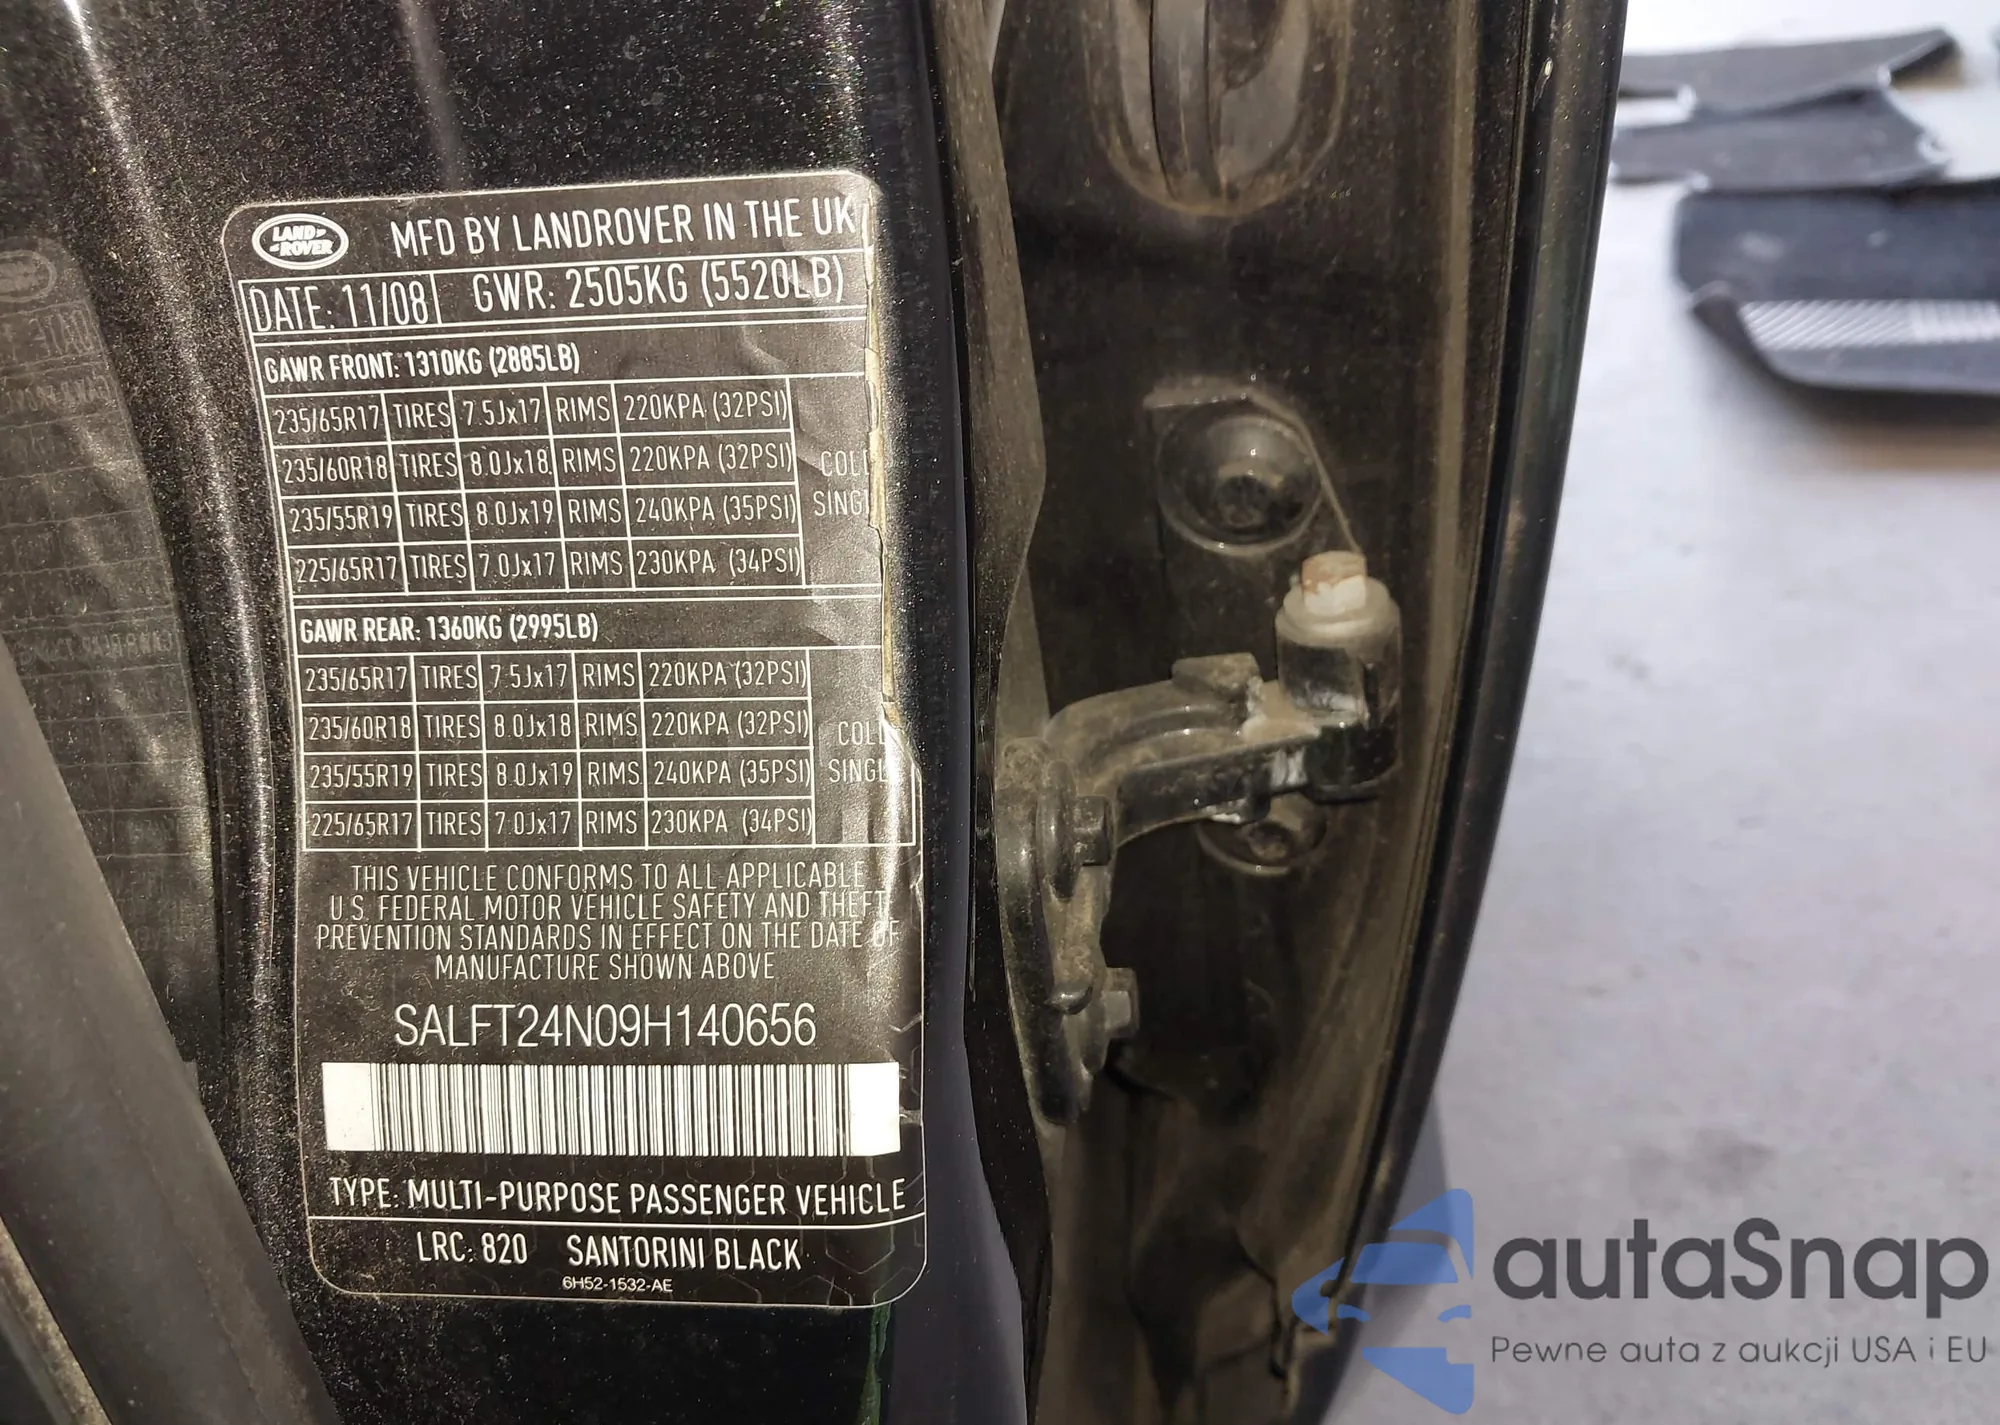 LAND ROVER
MFD BY LANDROVER IN THE UK
DATE: 11/08 GWR: 2505KG (5520LB)
GAWR FRONT: 1310KG (2885LB)
235/65R17 TIRES 7.5Jx17 RIMS 220KPA (32PSI)
235/60R18 TIRES 8.0Jx18 RIMS 220KPA (32PSI) COL
235/55R19 TIRES 8.0Jx19 RIMS 240KPA (35PSI) SINGL
225/65R17 TIRES 7.0Jx17 RIMS 230KPA (34PSI)
GAWR REAR: 1360KG (2995LB)
235/65R17 TIRES 7.5Jx17 RIMS 220KPA (32PSI)
235/60R18 TIRES 8.0Jx18 RIMS 220KPA (32PSI) COL
235/55R19 TIRES 8.0Jx19 RIMS 240KPA (35PSI) SINGL
225/65R17 TIRES 7.0Jx17 RIMS 230KPA (34PSI)
THIS VEHICLE CONFORMS TO ALL APPLICABLE
U.S. FEDERAL MOTOR VEHICLE SAFETY AND THEFT
PREVENTION STANDARDS IN EFFECT ON THE DATE OF
MANUFACTURE SHOWN ABOVE
SALFT24N09H140656
TYPE: MULTI-PURPOSE PASSENGER VEHICLE
LRC: 820 SANTORINI BLACK
6H52-1532-AE
autaSnap
Pewne auta z aukcji USA i EU